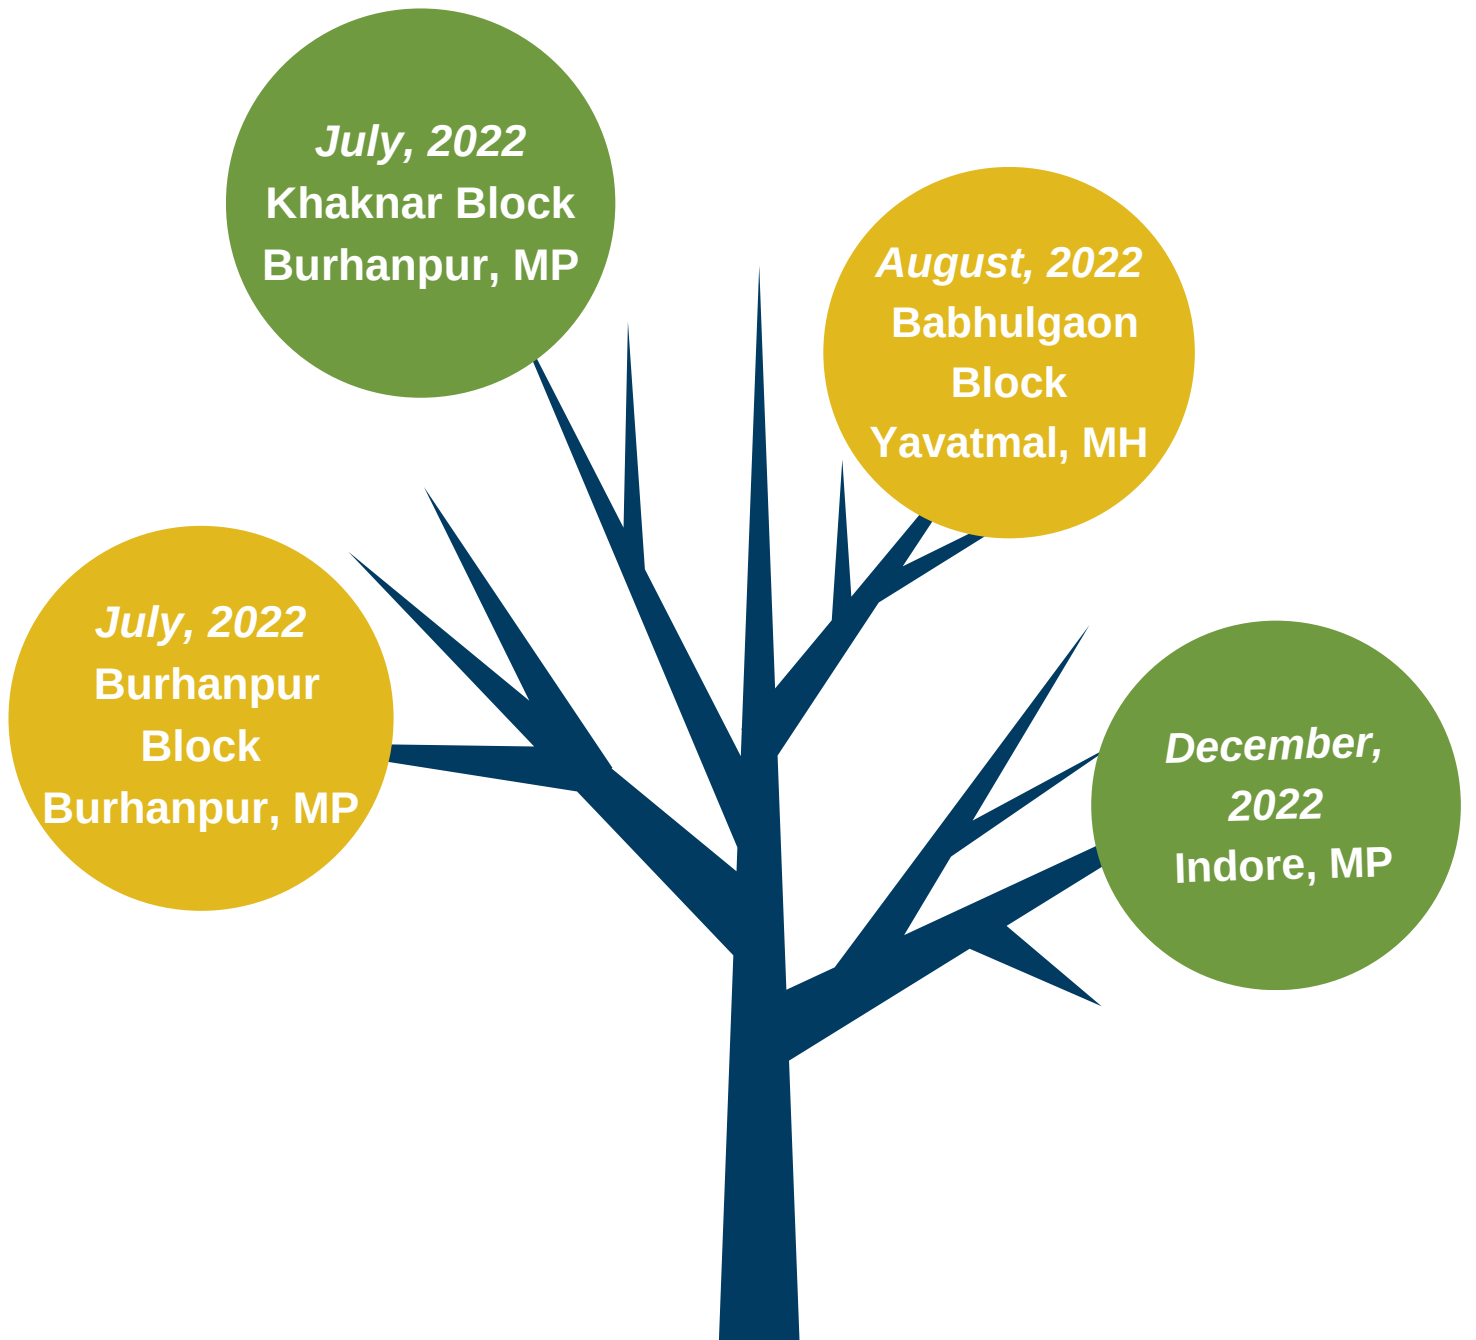 July, 2022
Khaknar Block
Burhanpur, MP
August, 2022
Babhulgaon
Block
Yavatmal, MH
July, 2022
Burhanpur
Block
Burhanpur, MP
December,
2022
Indore, MP